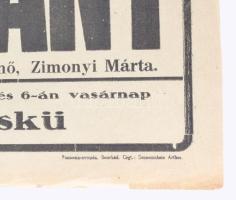 ANT
nő, Zimonyi Márta.
és 6-án vasárnap
skü